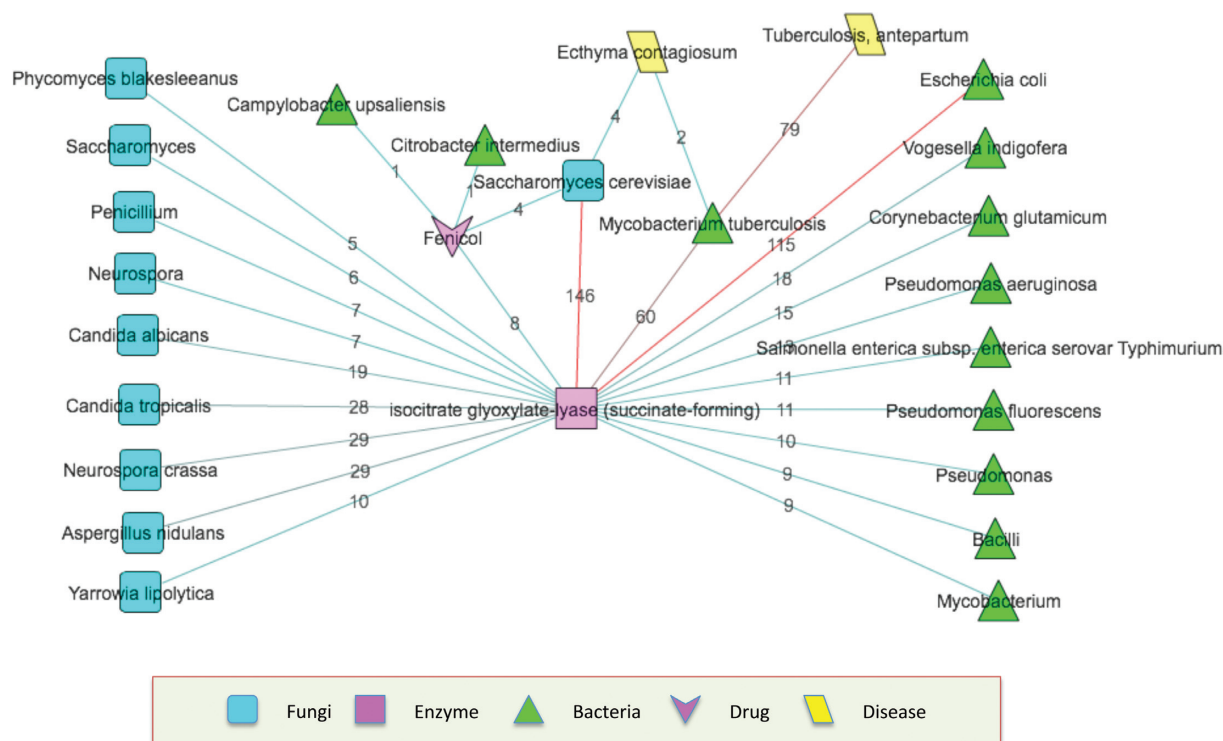 Tuberculosis, antepartum
Ecthyma contagiosum
Phycomyces blakesleeanus
Escherichia coli
Campylobacter upsaliensis
4
79
2
Saccharomyces
Citrobacter intermedius
Vogesella indigofera
1
1
Saccharomyces cerevisiae
4
Penicillium
Mycobacterium tuberculosis
Corynebacterium glutamicum
Fenicol
5
115
Neurospora
6
18
Pseudomonas aeruginosa
7
146
60
15
8
Candida albicans
7
13
Salmonella enterica subsp. enterica serovar Typhimurium
19
11
Candida tropicalis
28
isocitrate glyoxylate-lyase (succinate-forming)
11
Pseudomonas fluorescens
29
10
Neurospora crassa
29
9
Pseudomonas
10
9
Aspergillus nidulans
Bacilli
Yarrowia lipolytica
Mycobacterium
Fungi
Enzyme
Bacteria
Drug
Disease